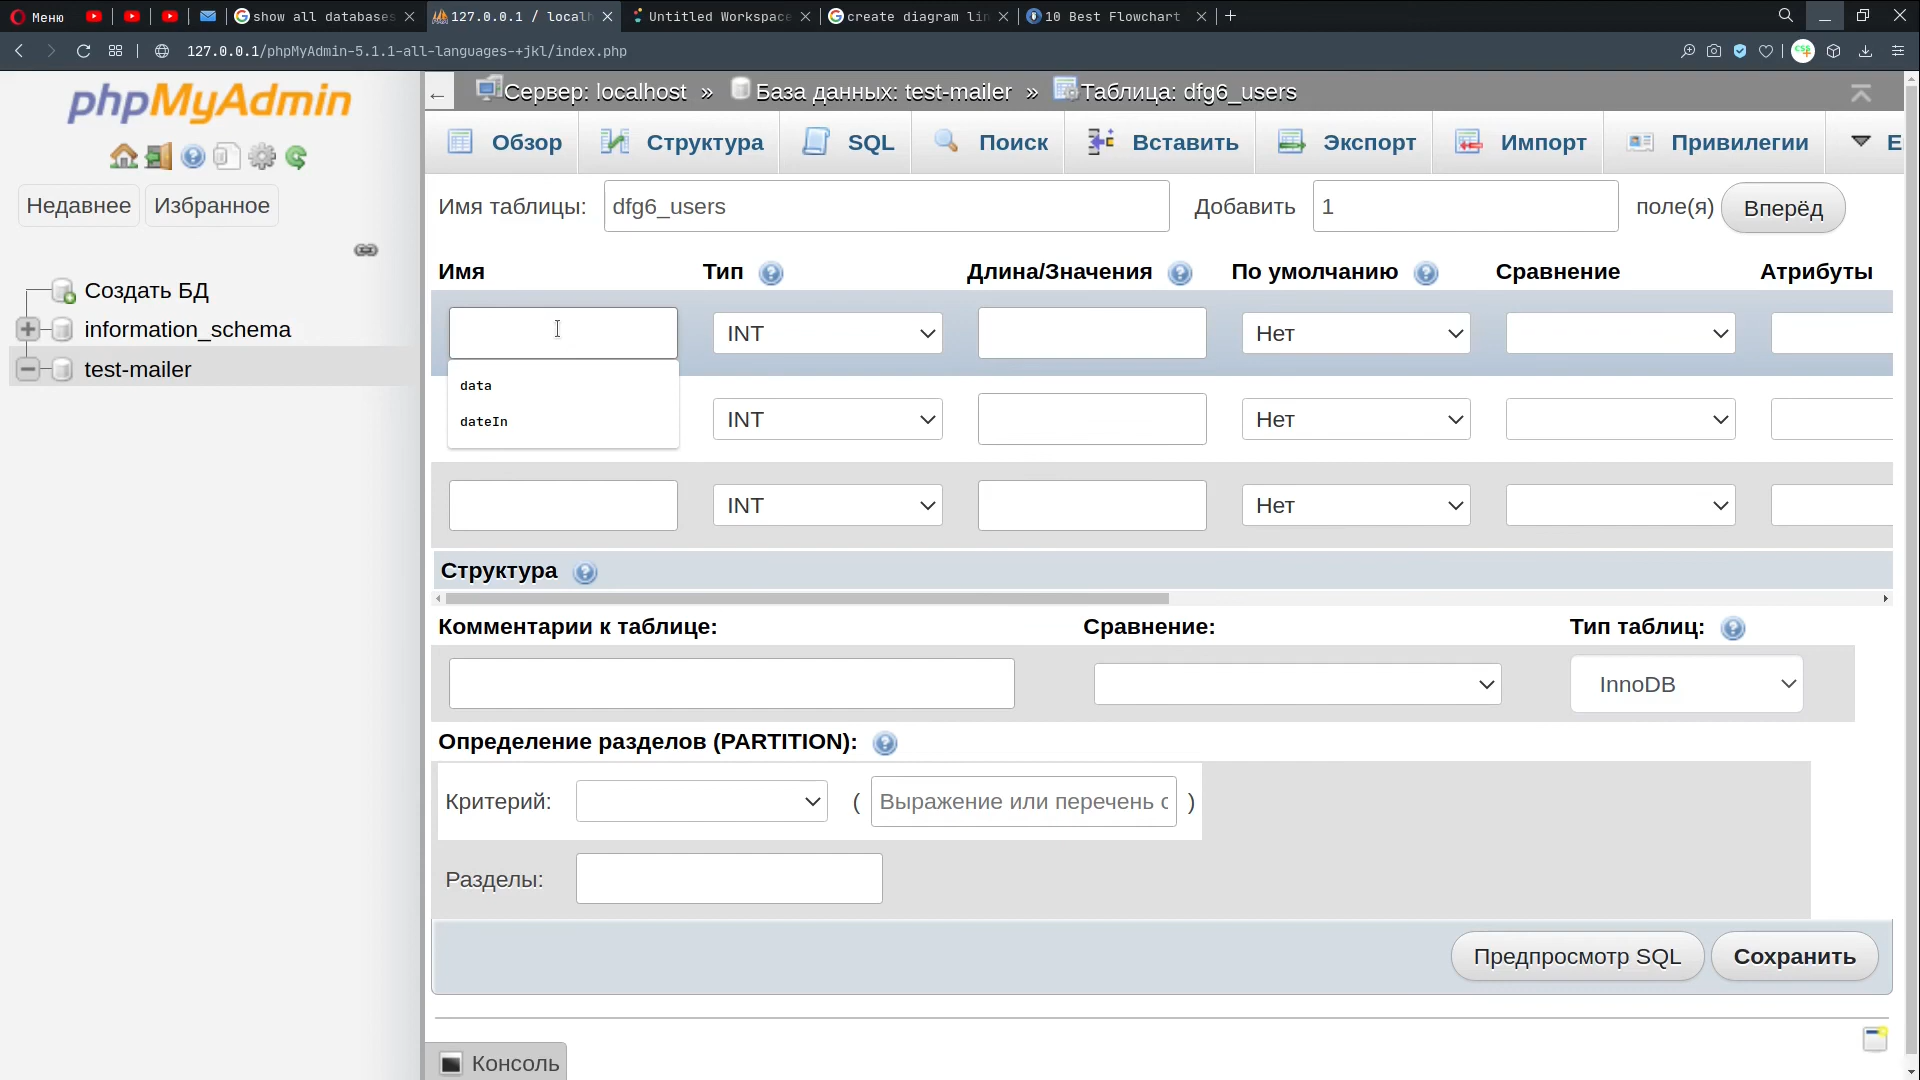 Меню
show all databases
127.0.0.1 / localh
Untitled Workspace
create diagram lin
10 Best Flowchart
127.0.0.1/phpMyAdmin-5.1.1-all-languages-+jkl/index.php
phpMyAdmin
Недавнее
Избранное
Создать БД
information_schema
test-mailer
Сервер: localhost » База данных: test-mailer » Таблица: dfg6_users
Обзор
Структура
SQL
Поиск
Вставить
Экспорт
Импорт
Привилегии
Имя таблицы: dfg6_users Добавить 1 поле(я) Вперёд
Имя Тип Длина/Значения По умолчанию Сравнение Атрибуты
INT Нет
data
dateIn
INT Нет
INT Нет
Структура
Комментарии к таблице: Сравнение: Тип таблиц:
InnoDB
Определение разделов (PARTITION):
Критерий: ( Выражение или перечень с )
Разделы:
Предпросмотр SQL Сохранить
Консоль